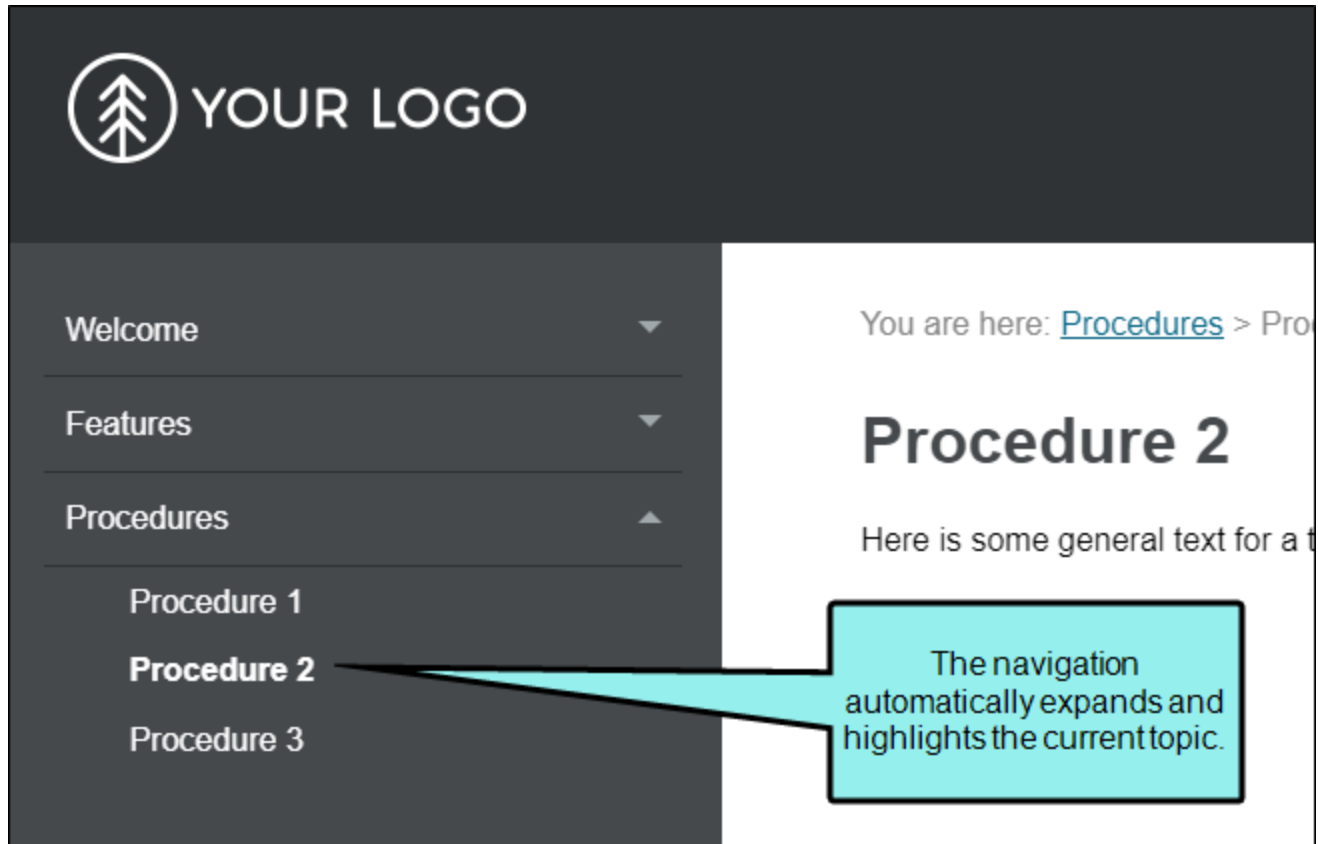 YOUR LOGO
Welcome
Features
Procedures
Procedure 1
Procedure 2
Procedure 3
You are here: Procedures >
Procedure 2
Here is some general text for a
The navigation
automatically expands and
highlights the current topic.